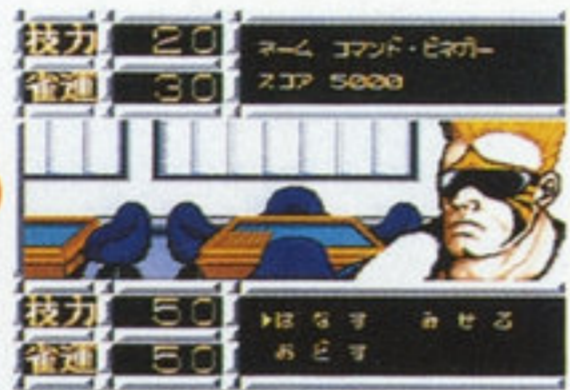 技力 20
雀運 30
ネーム コマンド・ビネガー
スコア 5000
技力 50
雀運 50
▶はなす みせる
おどす